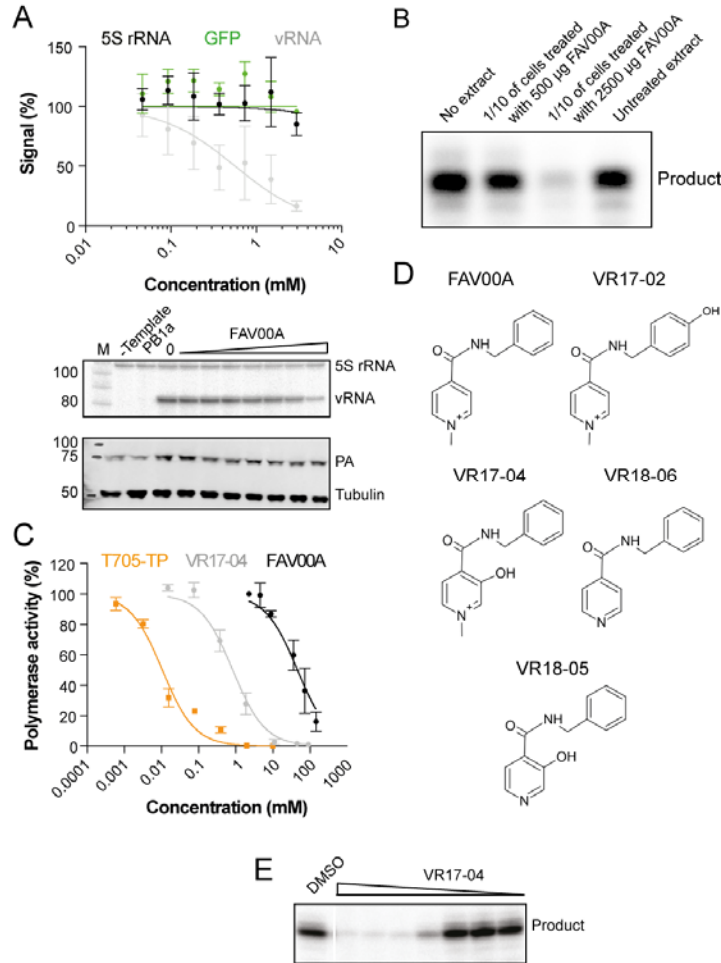 A
5S rRNA GFP vRNA
Signal (%)
150
100
50
0
0.01 0.1 1 10
Concentration (mM)
M
-Template
PB1a
0
FAV00A
100
80
5S rRNA
vRNA
100
75
50
PA
Tubulin
B
No extract
1/10 of cells treated
with 500 µg FAV00A
1/10 of cells treated
with 2500 µg FAV00A
Untreated extract
Product
C
T705-TP VR17-04 FAV00A
Polymerase activity (%)
120
100
80
60
40
20
0
0.0001 0.001 0.01 0.1 1 10 100 1000
Concentration (mM)
D
FAV00A
O
NH
N+
VR17-02
OH
O
NH
N+
VR17-04
O
NH
OH
N+
VR18-06
O
NH
N
VR18-05
O
NH
OH
N
E
DMSO
VR17-04
Product